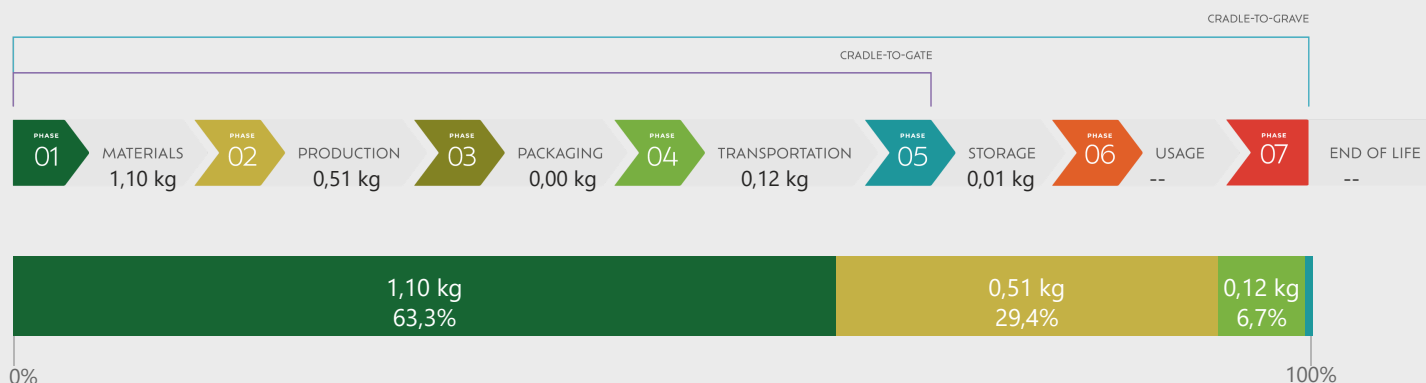 CRADLE-TO-GRAVE
CRADLE-TO-GATE
PHASE
01
MATERIALS
1,10 kg
PHASE
02
PRODUCTION
0,51 kg
PHASE
03
PACKAGING
0,00 kg
PHASE
04
TRANSPORTATION
0,12 kg
PHASE
05
STORAGE
0,01 kg
PHASE
06
USAGE
--
PHASE
07
END OF LIFE
--
1,10 kg
63,3%
0,51 kg
29,4%
0,12 kg
6,7%
0%
100%